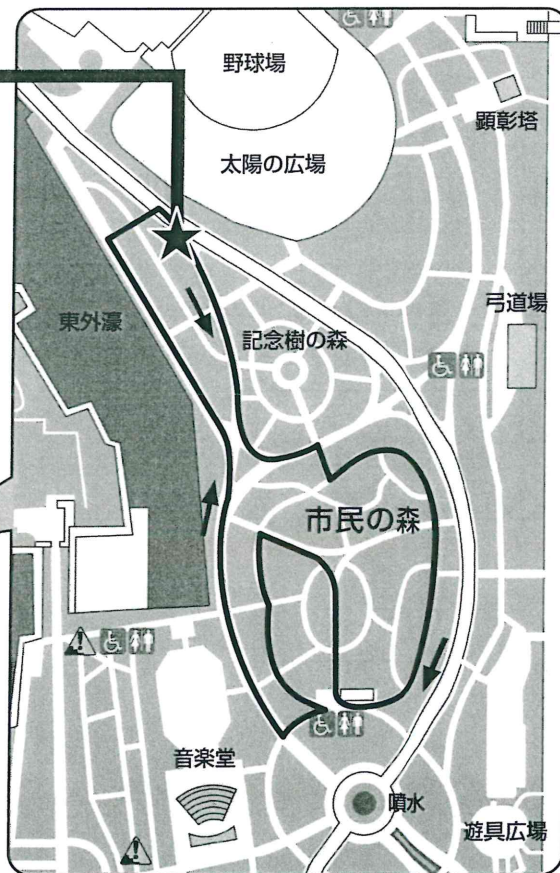 野球場
顕彰塔
太陽の広場
弓道場
東外濠
記念樹の森
市民の森
音楽堂
噴水
遊具広場